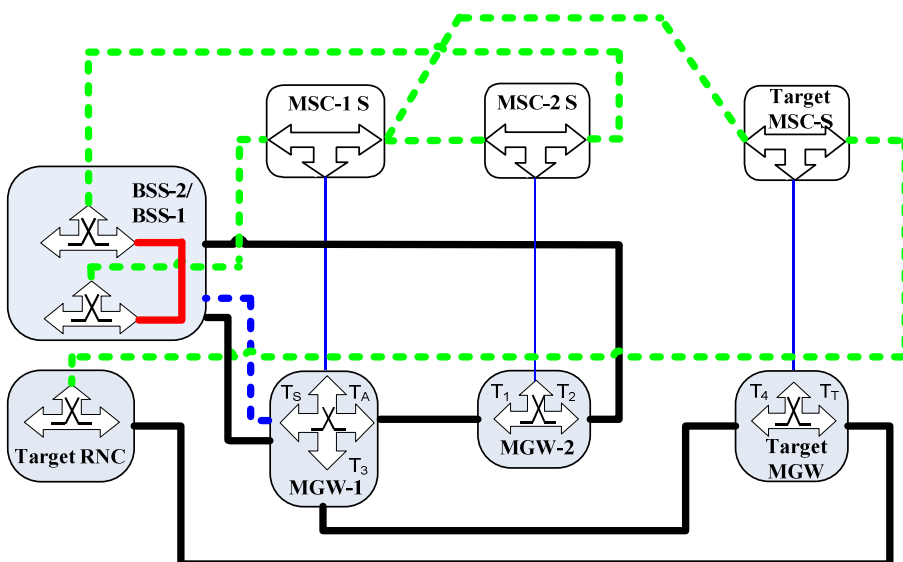 MSC-1 S
MSC-2 S
Target
MSC-S
BSS-2/
BSS-1
Target RNC
TS
TA
T3
MGW-1
T1
T2
MGW-2
T4
TT
Target
MGW